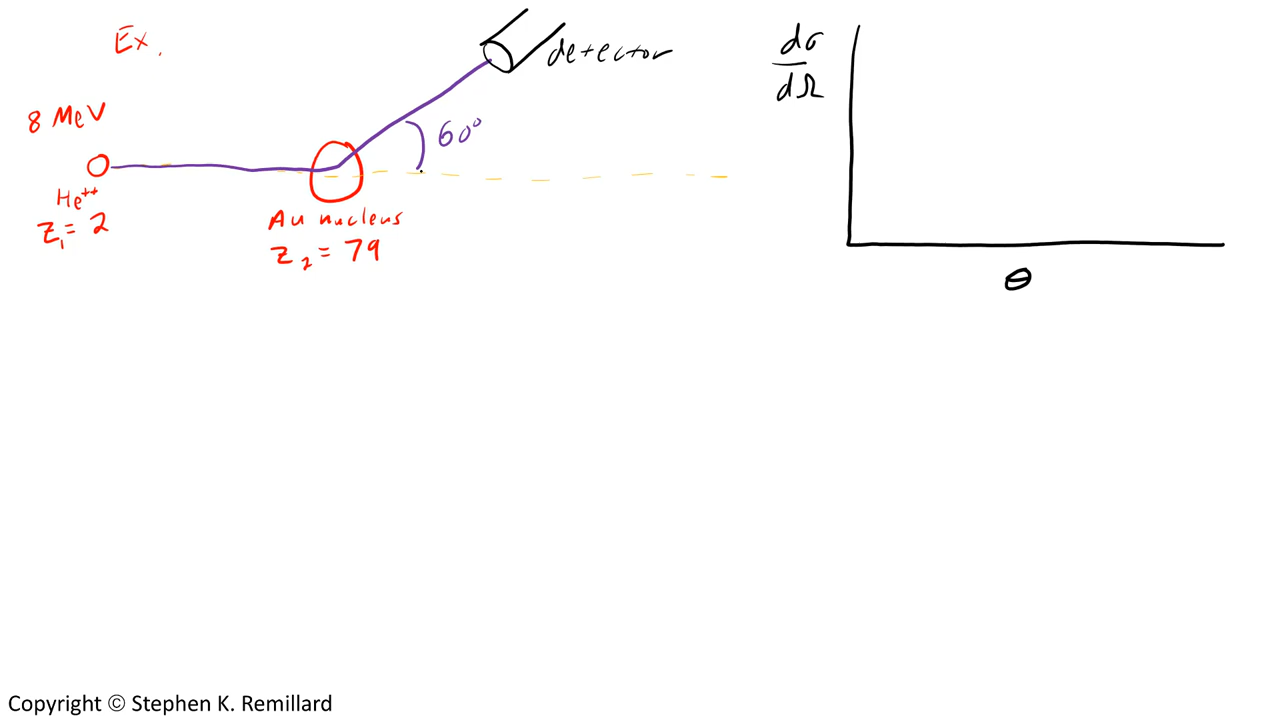 Ex.
detector
8 MeV
60°
He⁺⁺
Z₁ = 2
Au nucleus
Z₂ = 79
dσ
dΩ
θ
Copyright © Stephen K. Remillard